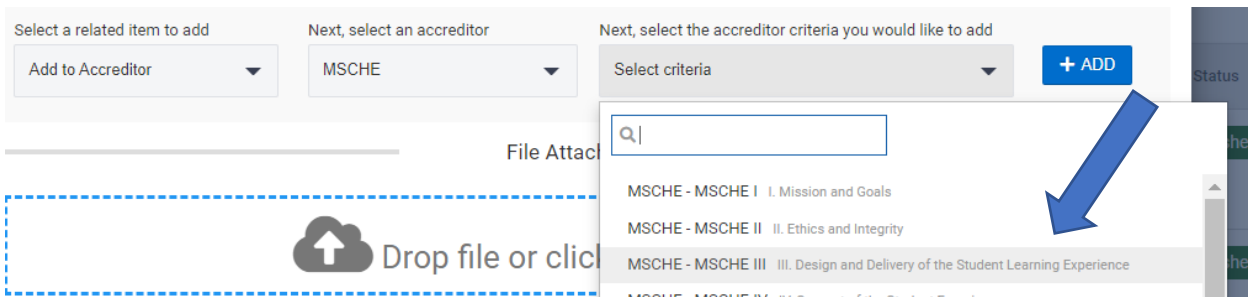 Select a related item to add
Next, select an accreditor
Next, select the accreditor criteria you would like to add
Add to Accreditor
MSCHE
Select criteria
+ ADD
Status
File Attac
Drop file or clic
MSCHE - MSCHE I I. Mission and Goals
MSCHE - MSCHE II II. Ethics and Integrity
MSCHE - MSCHE III III. Design and Delivery of the Student Learning Experience
MSCHE - MSCHE IV